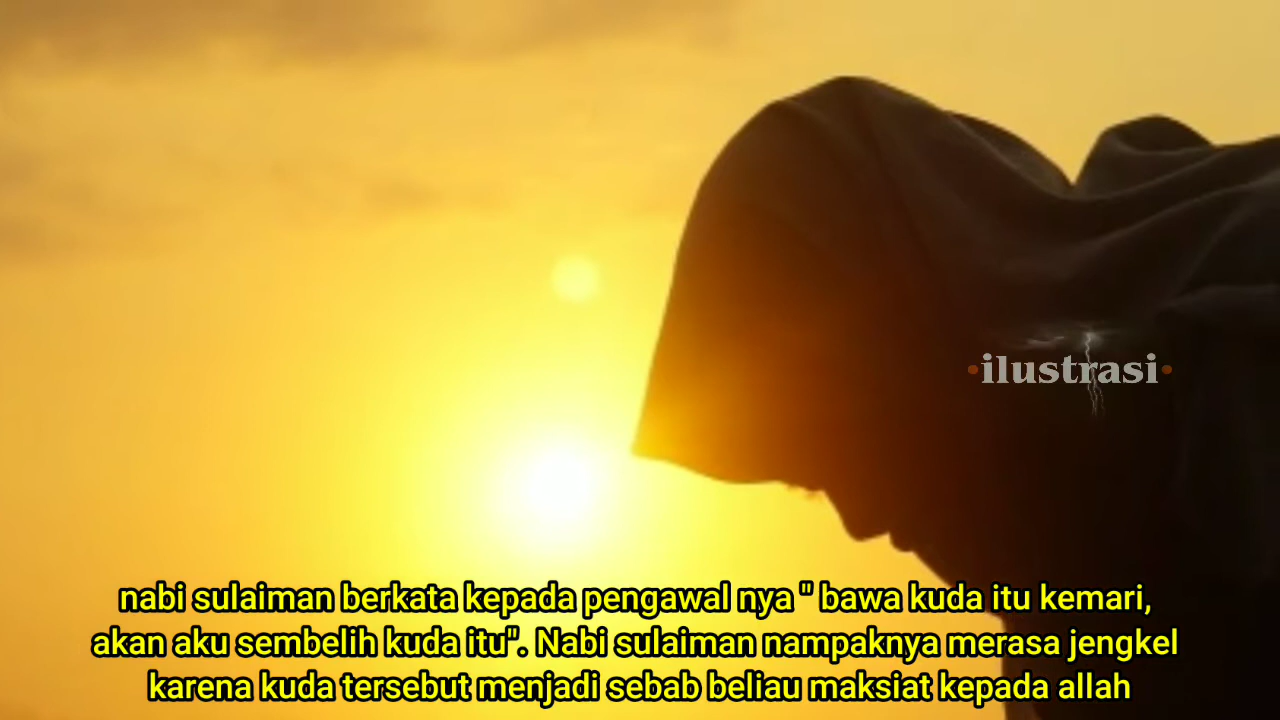 •ilustrasi•
nabi sulaiman berkata kepada pengawal nya " bawa kuda itu kemari,
akan aku sembelih kuda itu". Nabi sulaiman nampaknya merasa jengkel
karena kuda tersebut menjadi sebab beliau maksiat kepada allah